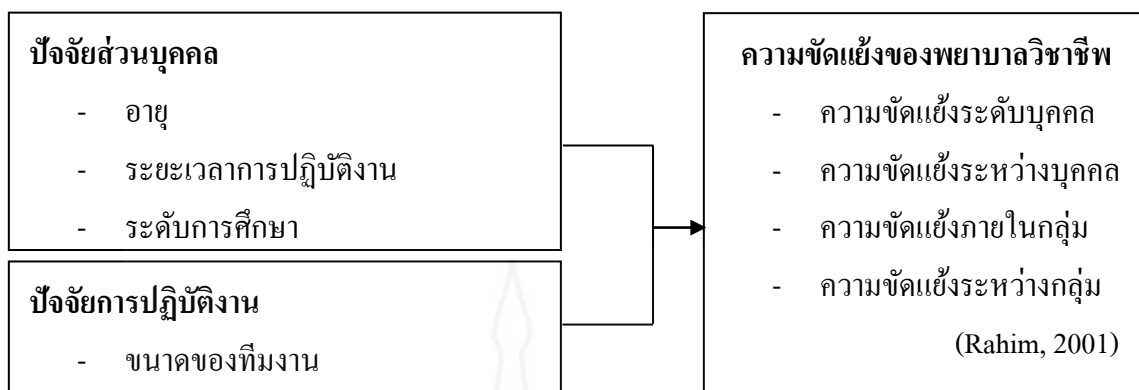 ปัจจัยส่วนบุคคล
- อายุ
- ระยะเวลาการปฏิบัติงาน
- ระดับการศึกษา
ปัจจัยการปฏิบัติงาน
- ขนาดของทีมงาน
ความขัดแย้งของพยาบาลวิชาชีพ
- ความขัดแย้งระดับบุคคล
- ความขัดแย้งระหว่างบุคคล
- ความขัดแย้งภายในกลุ่ม
- ความขัดแย้งระหว่างกลุ่ม
(Rahim, 2001)